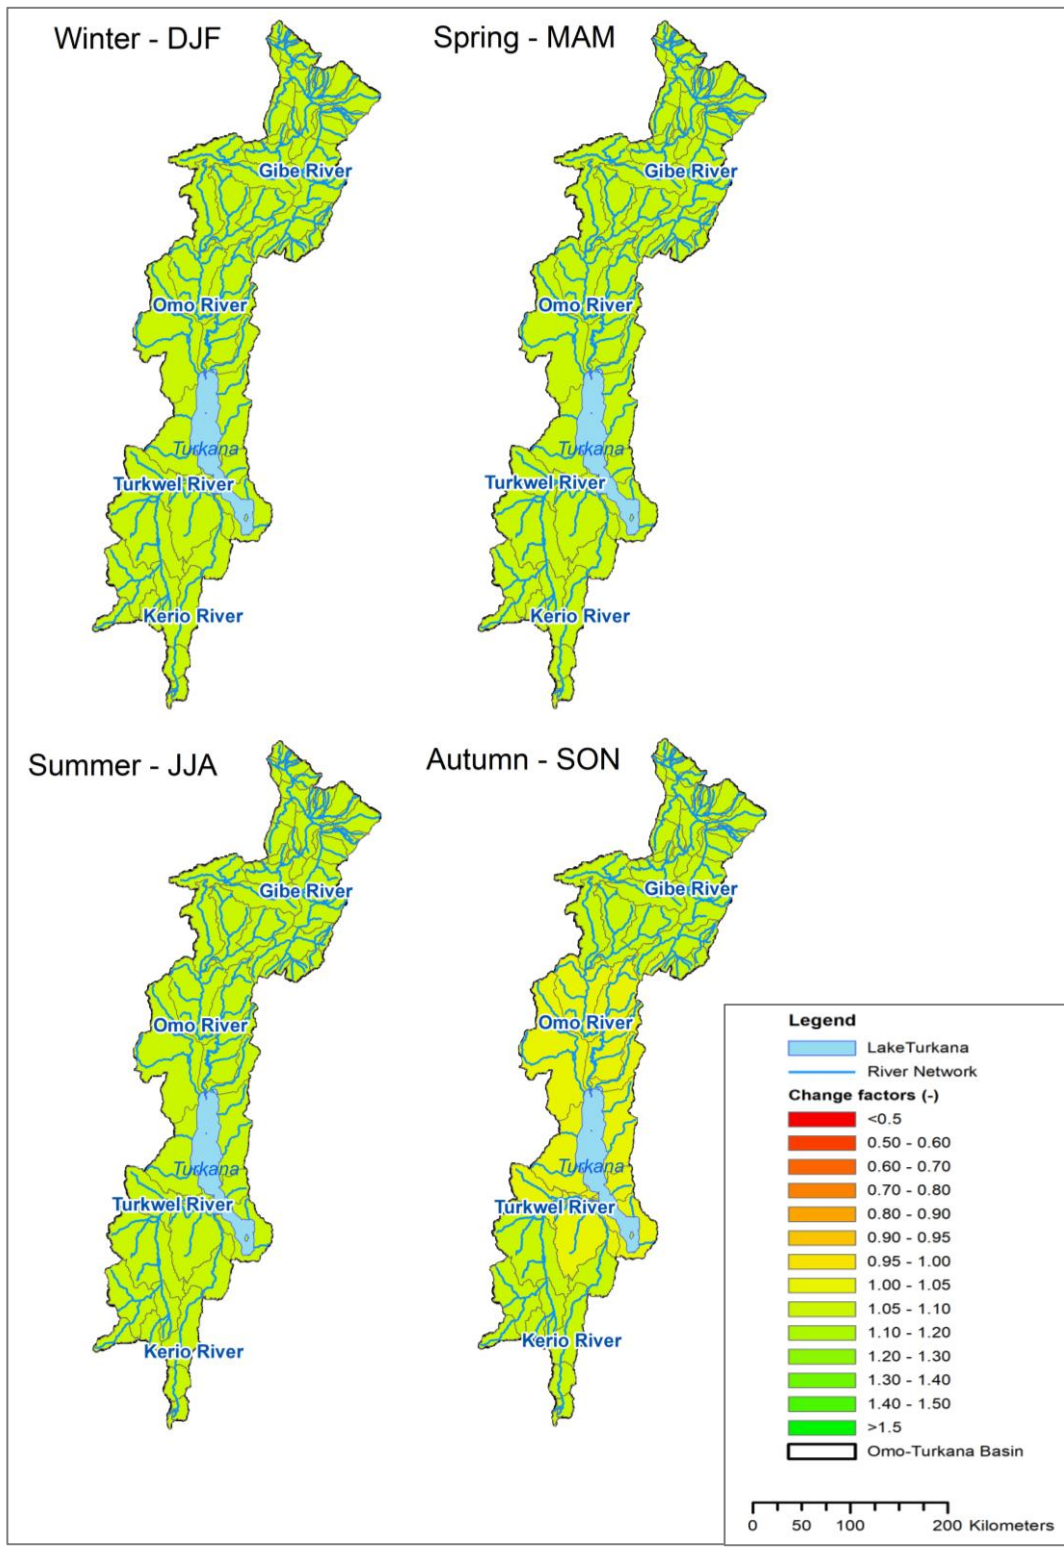 Winter - DJF
Spring - MAM
Gibe River
Gibe River
Omo River
Omo River
Turkana
Turkana
Turkwel River
Turkwel River
Kerio River
Kerio River
Summer - JJA
Autumn - SON
Gibe River
Gibe River
Omo River
Omo River
Turkana
Turkana
Turkwel River
Turkwel River
Kerio River
Kerio River
Legend
LakeTurkana
River Network
Change factors (-)
<0.5
0.50 - 0.60
0.60 - 0.70
0.70 - 0.80
0.80 - 0.90
0.90 - 0.95
0.95 - 1.00
1.00 - 1.05
1.05 - 1.10
1.10 - 1.20
1.20 - 1.30
1.30 - 1.40
1.40 - 1.50
>1.5
Omo-Turkana Basin
0 50 100 200 Kilometers